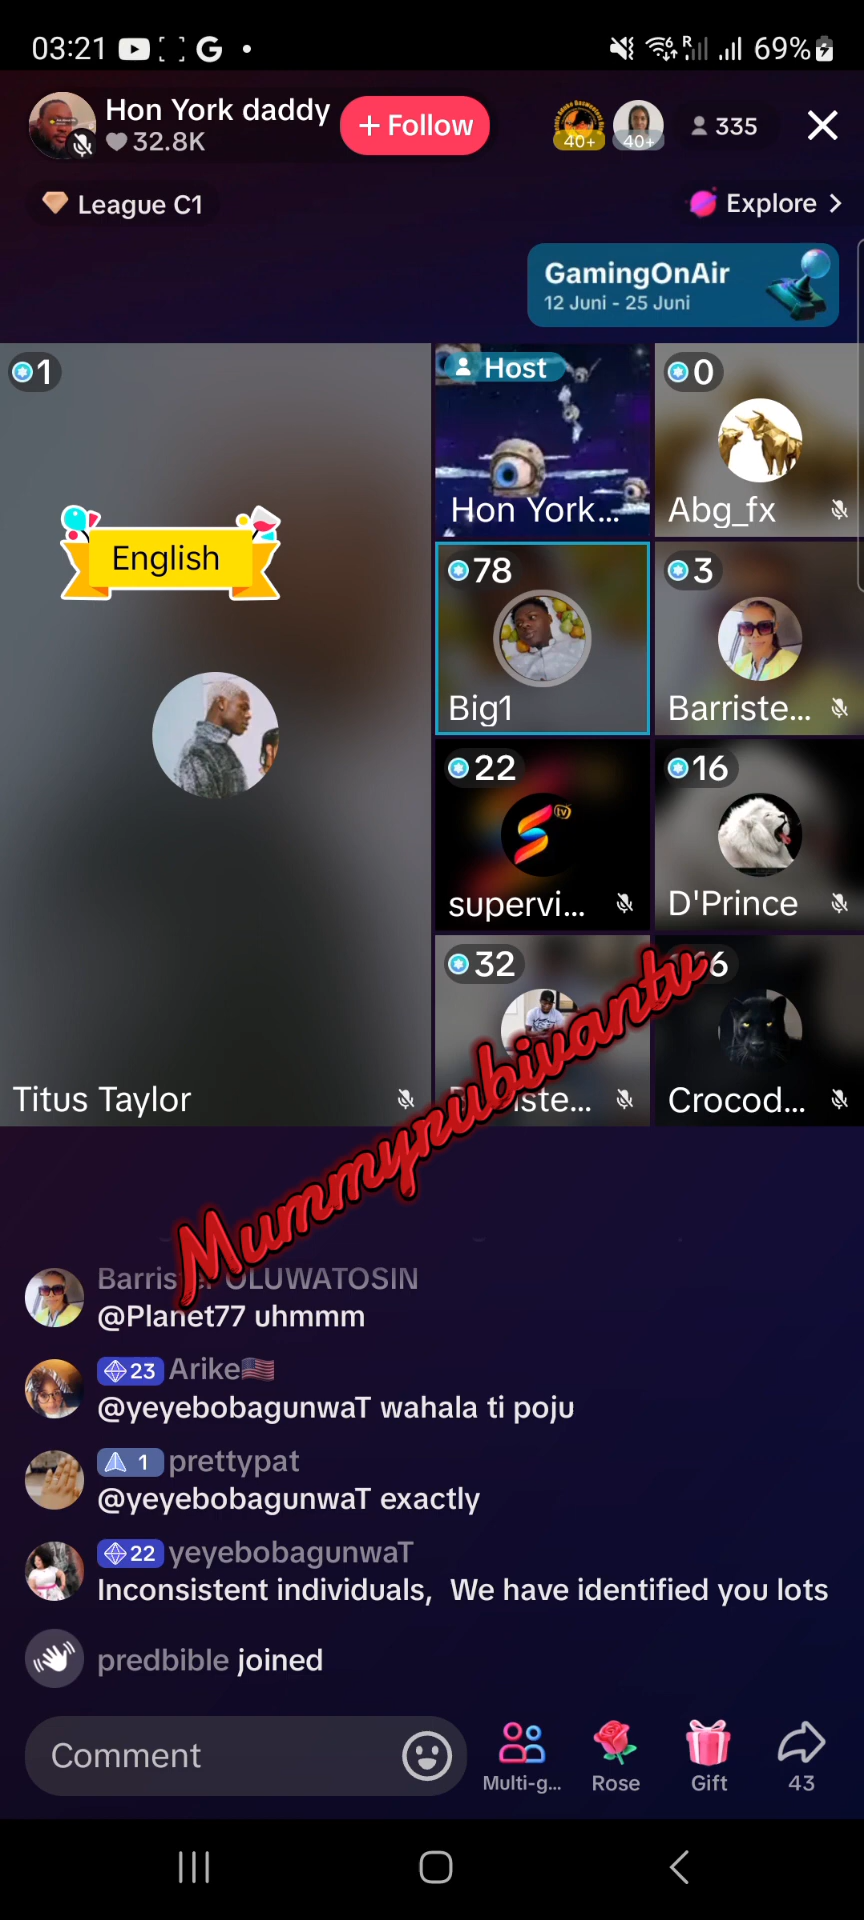 03:21
69%
Hon York daddy
32.8K
+ Follow
40+
40+
335
League C1
Explore
GamingOnAir
12 Juni - 25 Juni
1
English
Titus Taylor
Host
Hon York...
0
Abg_fx
78
Big1
3
Barriste...
22
supervi...
16
D'Prince
32
Crocod...
Mummyrubivantv
OLUWATOSIN
@Planet77 uhmmm
23 Arike
@yeyebobagunwaT wahala ti poju
1 prettypat
@yeyebobagunwaT exactly
22 yeyebobagunwaT
Inconsistent individuals, We have identified you lots
predbible joined
Comment
Multi-g...
Rose
Gift
43